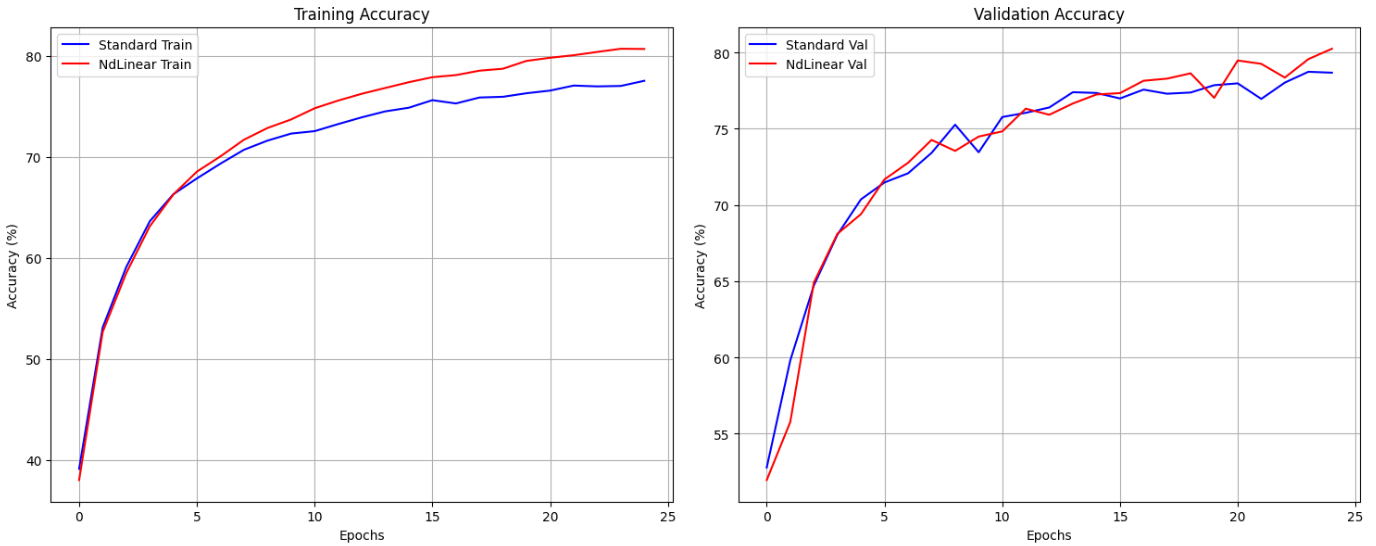 Training Accuracy
Standard Train
NdLinear Train
Accuracy (%)
80
70
60
50
40
0 5 10 15 20 25
Epochs
Validation Accuracy
Standard Val
NdLinear Val
Accuracy (%)
80
75
70
65
60
55
0 5 10 15 20 25
Epochs